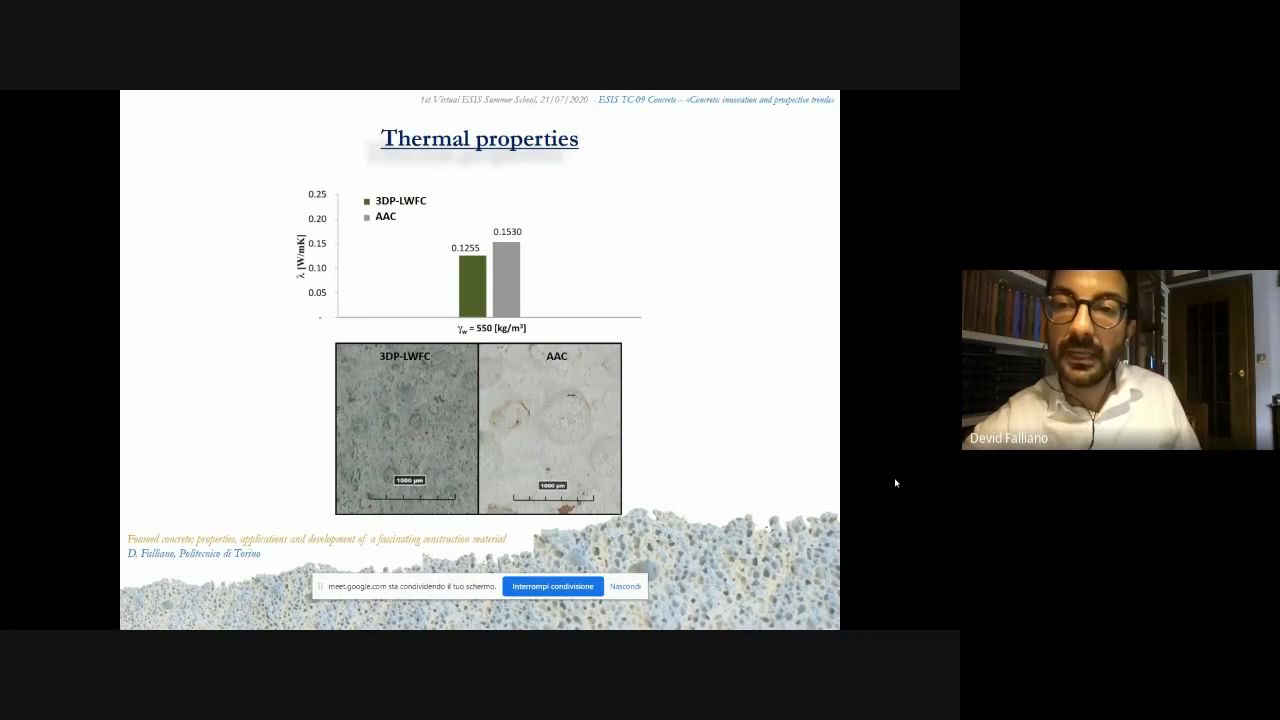 1st Virtual ESIS Summer School, 21/07/2020 ESIS TC-09 Concrete – «Concrete: innovation and prospective trends»
Thermal properties
0.25
0.20
0.15
0.10
0.05
-
λ [W/mK]
3DP-LWFC
AAC
0.1255
0.1530
γw = 550 [kg/m³]
3DP-LWFC
AAC
1000 µm
1000 µm
Foamed concrete: properties, applications and development of a fascinating construction material
D. Falliano, Politecnico di Torino
meet.google.com sta condividendo il tuo schermo.
Interrompi condivisione
Nascondi
Devid Falliano